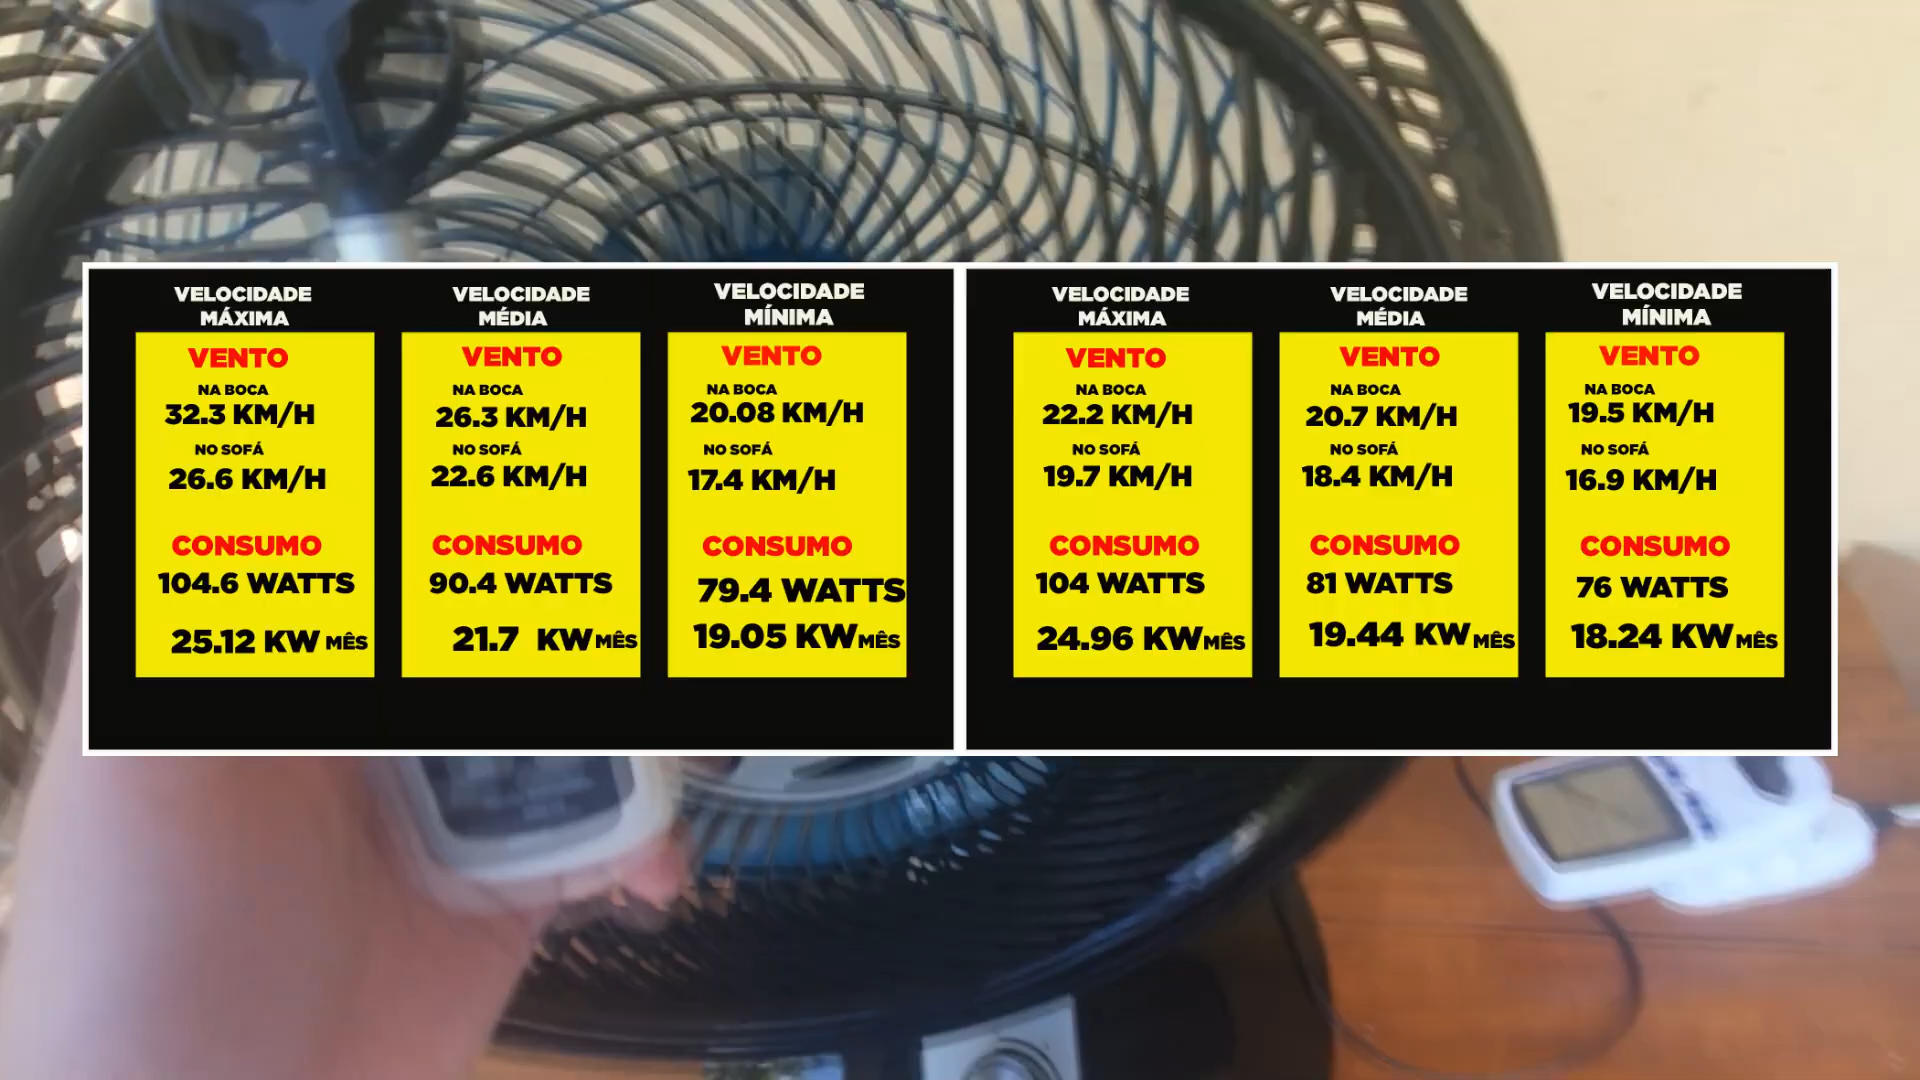 VELOCIDADE
MÁXIMA
VENTO
NA BOCA
32.3 KM/H
NO SOFÁ
26.6 KM/H
CONSUMO
104.6 WATTS
25.12 KW MÊS
VELOCIDADE
MÉDIA
VENTO
NA BOCA
26.3 KM/H
NO SOFÁ
22.6 KM/H
CONSUMO
90.4 WATTS
21.7 KW MÊS
VELOCIDADE
MÍNIMA
VENTO
NA BOCA
20.08 KM/H
NO SOFÁ
17.4 KM/H
CONSUMO
79.4 WATTS
19.05 KW MÊS
VELOCIDADE
MÁXIMA
VENTO
NA BOCA
22.2 KM/H
NO SOFÁ
19.7 KM/H
CONSUMO
104 WATTS
24.96 KW MÊS
VELOCIDADE
MÉDIA
VENTO
NA BOCA
20.7 KM/H
NO SOFÁ
18.4 KM/H
CONSUMO
81 WATTS
19.44 KW MÊS
VELOCIDADE
MÍNIMA
VENTO
NA BOCA
19.5 KM/H
NO SOFÁ
16.9 KM/H
CONSUMO
76 WATTS
18.24 KW MÊS